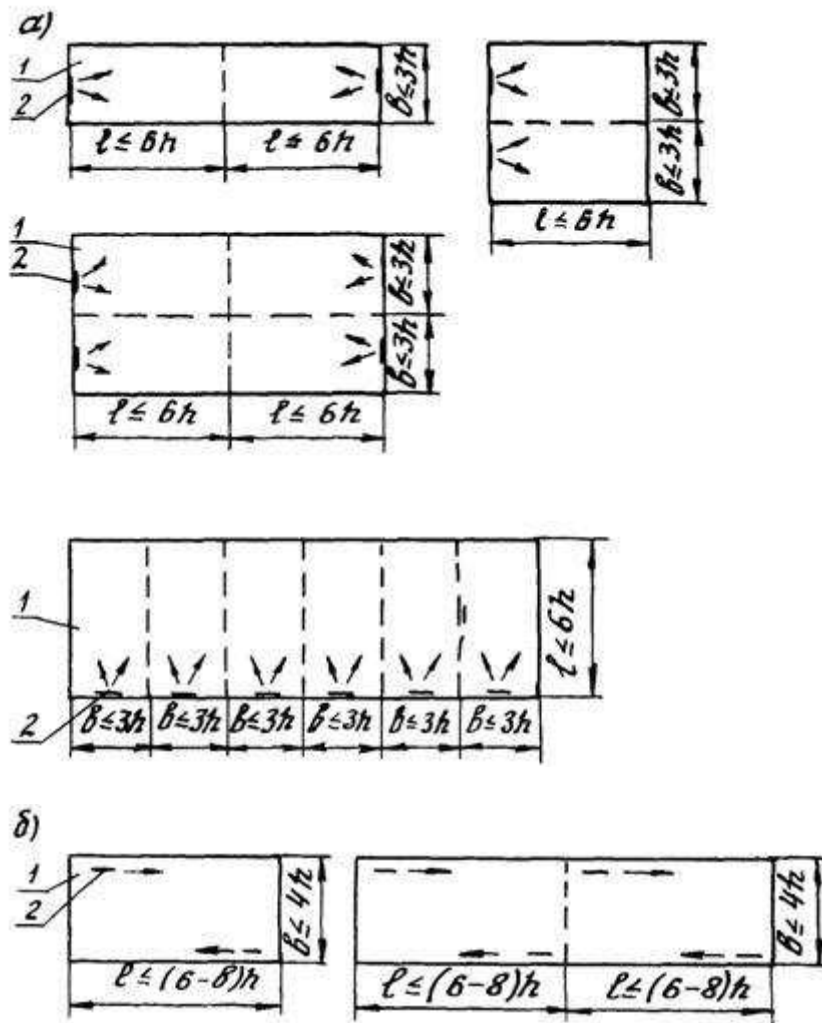 а)
1
2
l ≤ 6h
l ≤ 6h
b ≤ 3h
b ≤ 3h
b ≤ 3h
l ≤ 6h
1
2
b ≤ 3h
b ≤ 3h
l ≤ 6h
l ≤ 6h
1
2
l ≤ 6h
b ≤ 3h
b ≤ 3h
b ≤ 3h
b ≤ 3h
b ≤ 3h
b ≤ 3h
б)
1
2
b ≤ 4h
l ≤ (6-8)h
b ≤ 4h
l ≤ (6-8)h
l ≤ (6-8)h